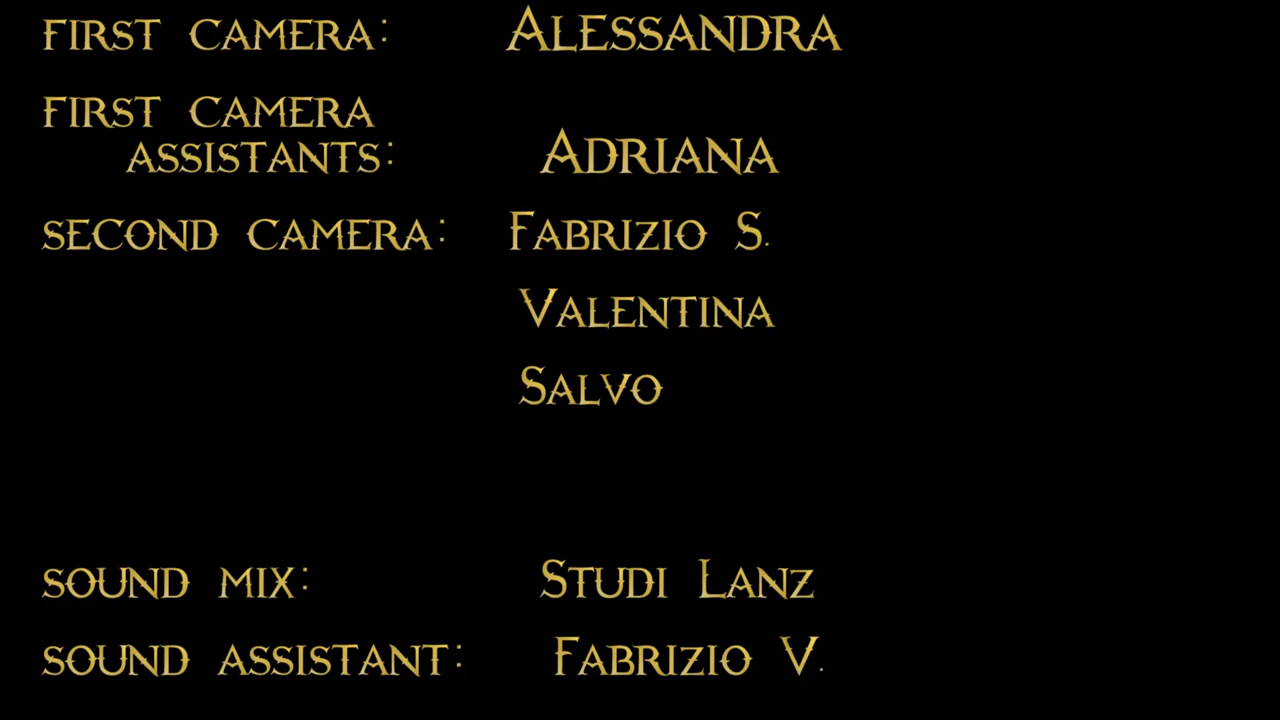 FIRST CAMERA: ALESSANDRA
FIRST CAMERA
ASSISTANTS: ADRIANA
SECOND CAMERA: FABRIZIO S.
VALENTINA
SALVO
SOUND MIX: STUDI LANZ
SOUND ASSISTANT: FABRIZIO V.